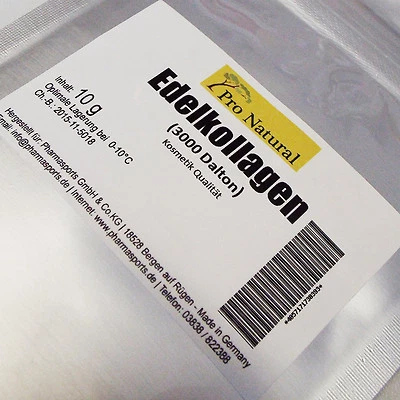 Pro Natural
Edelkollagen
(3000 Dalton)
Kosmetik Qualität
Inhalt: 10 g
Optimale Lagerung bei 0-10°C
Ch.-B.: 2015-11-5018
Hergestellt für: Pharmasports GmbH & Co.KG | 18528 Bergen auf Rügen - Made in Germany
Email: info@pharmasports.de | Internet: www.pharmasports.de | Telefon: 03838 / 822388